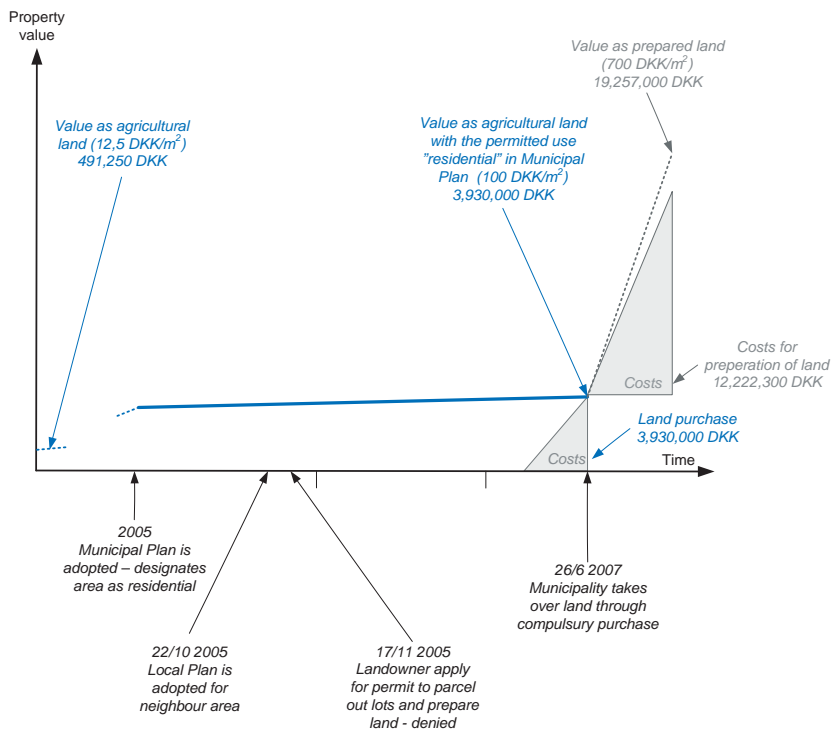 Property
value
Value as agricultural
land (12,5 DKK/m²)
491,250 DKK
Value as agricultural land
with the permitted use
"residential" in Municipal
Plan (100 DKK/m²)
3,930,000 DKK
Value as prepared land
(700 DKK/m²)
19,257,000 DKK
Costs
Costs for
preperation of land
12,222,300 DKK
Land purchase
3,930,000 DKK
Costs
Time
2005
Municipal Plan is
adopted – designates
area as residential
22/10 2005
Local Plan is
adopted for
neighbour area
17/11 2005
Landowner apply
for permit to parcel
out lots and prepare
land - denied
26/6 2007
Municipality takes
over land through
compulsury purchase